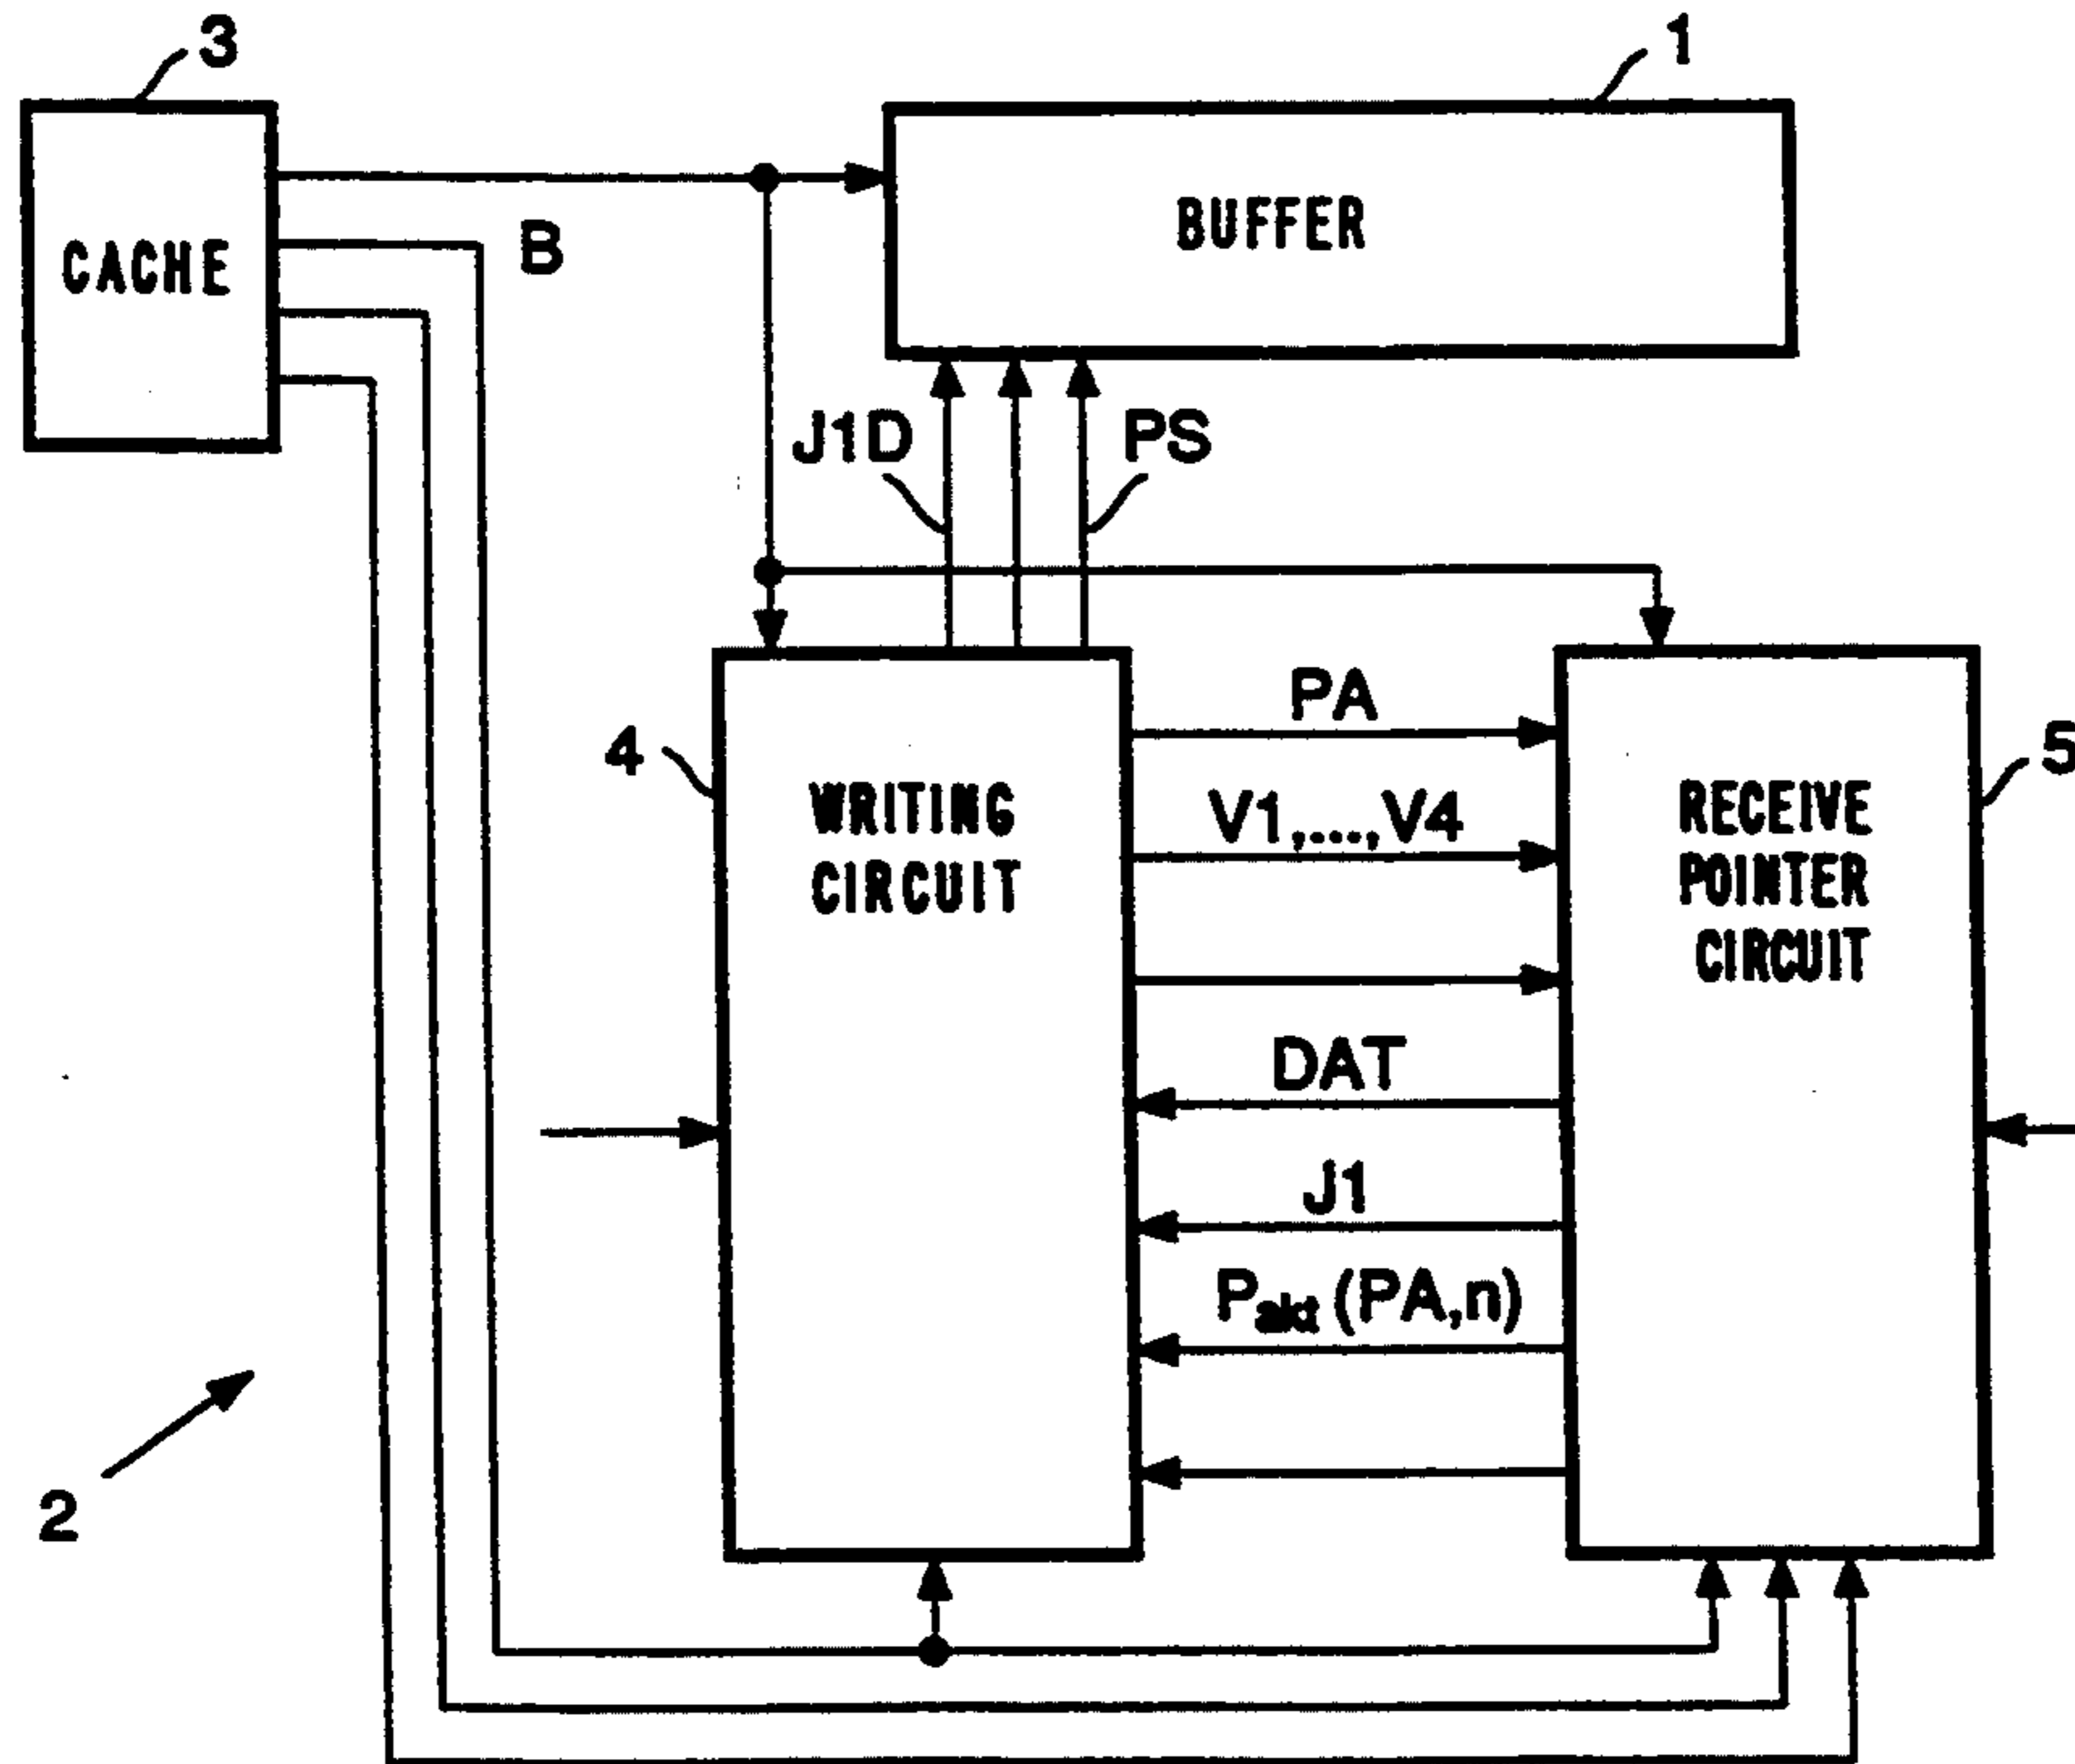 3
1
CACHE
B
BUFFER
J1D
PS
4
WRITING
CIRCUIT
PA
V1,....,V4
DAT
J1
Pakt (PA,n)
RECEIVE
POINTER
CIRCUIT
5
2